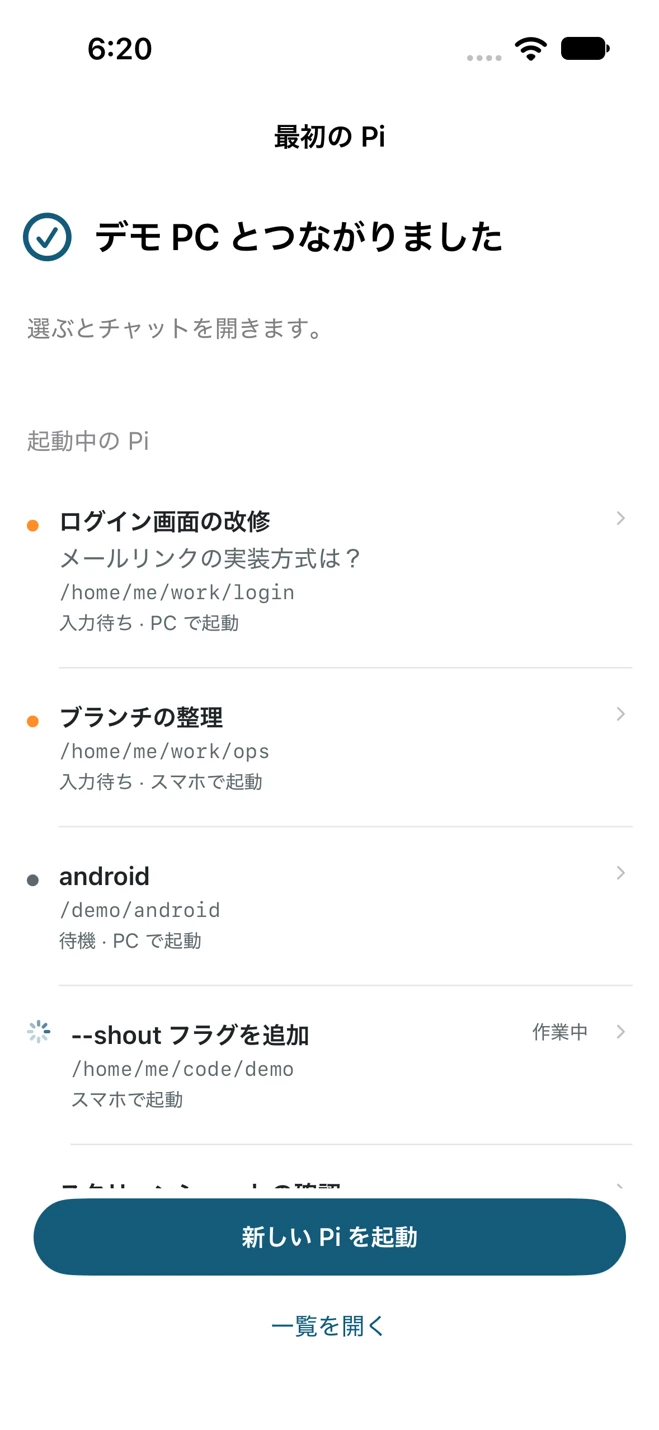 6:20
最初の Pi
デモ PC とつながりました
選ぶとチャットを開きます。
起動中の Pi
ログイン画面の改修
メールリンクの実装方式は？
/home/me/work/login
入力待ち · PC で起動
ブランチの整理
/home/me/work/ops
入力待ち · スマホで起動
android
/demo/android
待機 · PC で起動
--shout フラグを追加
作業中
/home/me/code/demo
スマホで起動
新しい Pi を起動
一覧を開く